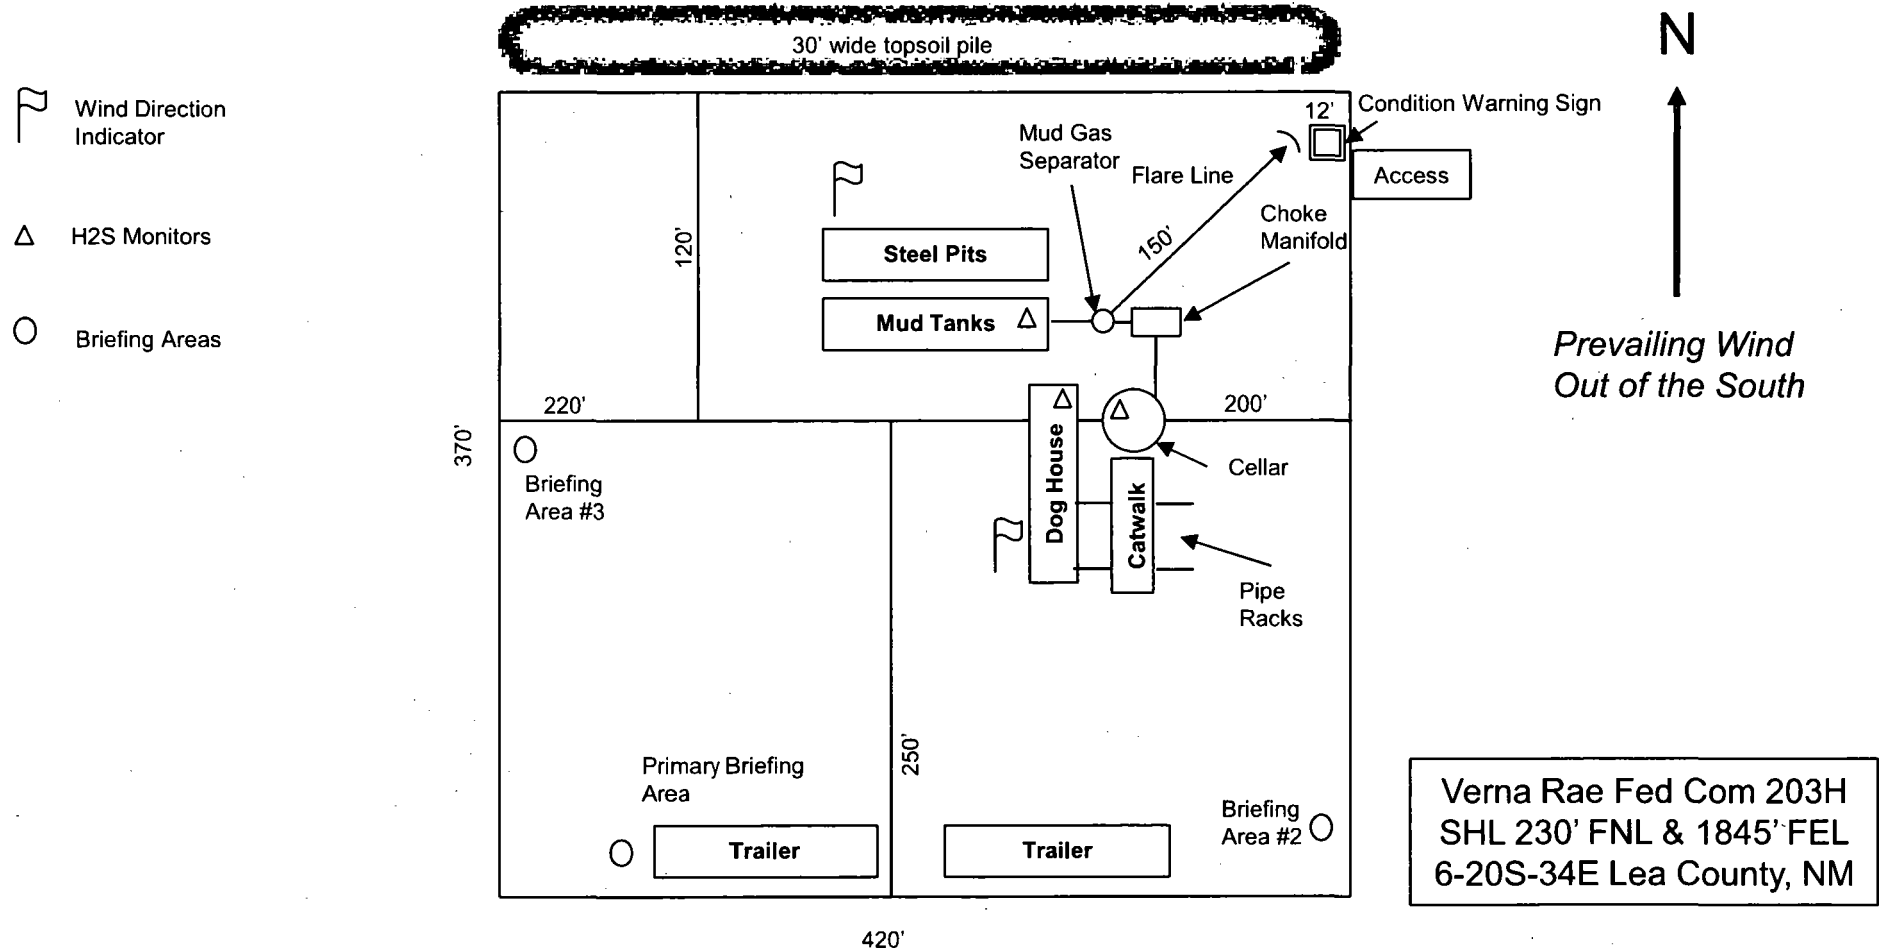 30' wide topsoil pile
N
Wind Direction
Indicator
H2S Monitors
Briefing Areas
12'
Condition Warning Sign
Access
Mud Gas
Separator
Flare Line
150'
Choke
Manifold
120'
Steel Pits
Mud Tanks
Prevailing Wind
Out of the South
220'
200'
370'
Briefing
Area #3
Dog House
Catwalk
Cellar
Pipe
Racks
250'
Primary Briefing
Area
Trailer
Trailer
Briefing
Area #2
Verna Rae Fed Com 203H
SHL 230' FNL & 1845' FEL
6-20S-34E Lea County, NM
420'